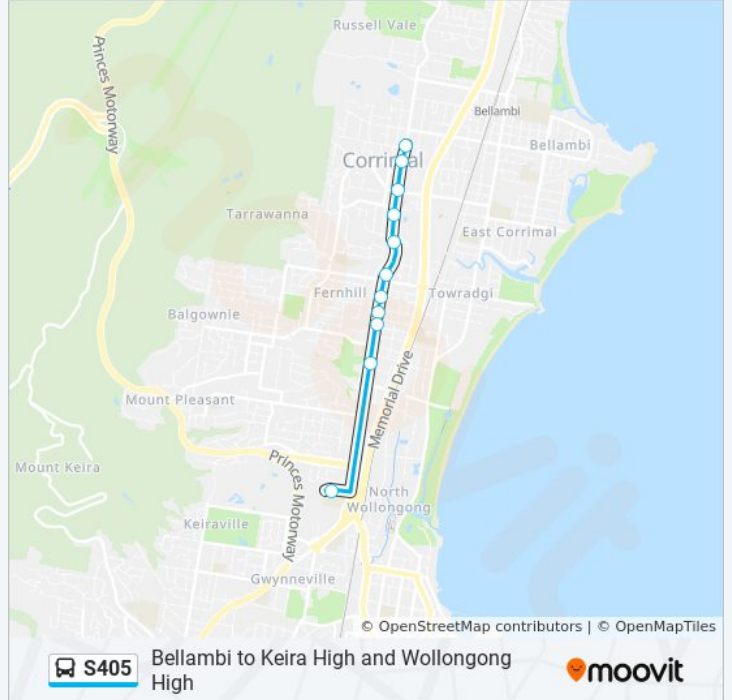 Russell Vale
Princes Motorway
Bellambi
Bellambi
Corrimal
Tarrawanna
East Corrimal
Fernhill
Towradgi
Balgownie
Mount Pleasant
Memorial Drive
Mount Keira
Princes Motorway
North
Wollongong
Keiraville
Gwynneville
© OpenStreetMap contributors | © OpenMapTiles
S405
Bellambi to Keira High and Wollongong
High
moovit